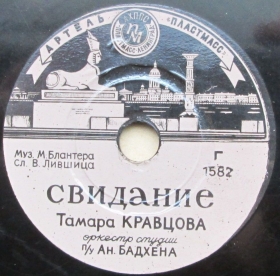 АРТЕЛЬ „ПЛАСТМАСС"
Муз. М. Блантера
Сл. В. Лившица
Г
1582
СВИДАНИЕ
Тамара КРАВЦОВА
оркестр студии
п/у АН. БАДХЕНА